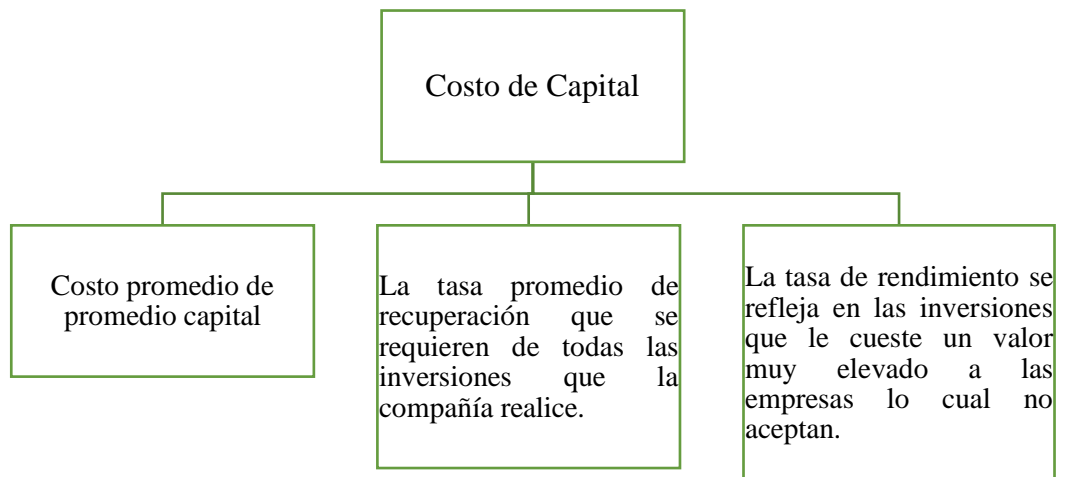 Costo de Capital
Costo promedio de
promedio capital
La tasa promedio de
recuperación que se
requieren de todas las
inversiones que la
compañía realice.
La tasa de rendimiento se
refleja en las inversiones
que le cueste un valor
muy elevado a las
empresas lo cual no
aceptan.